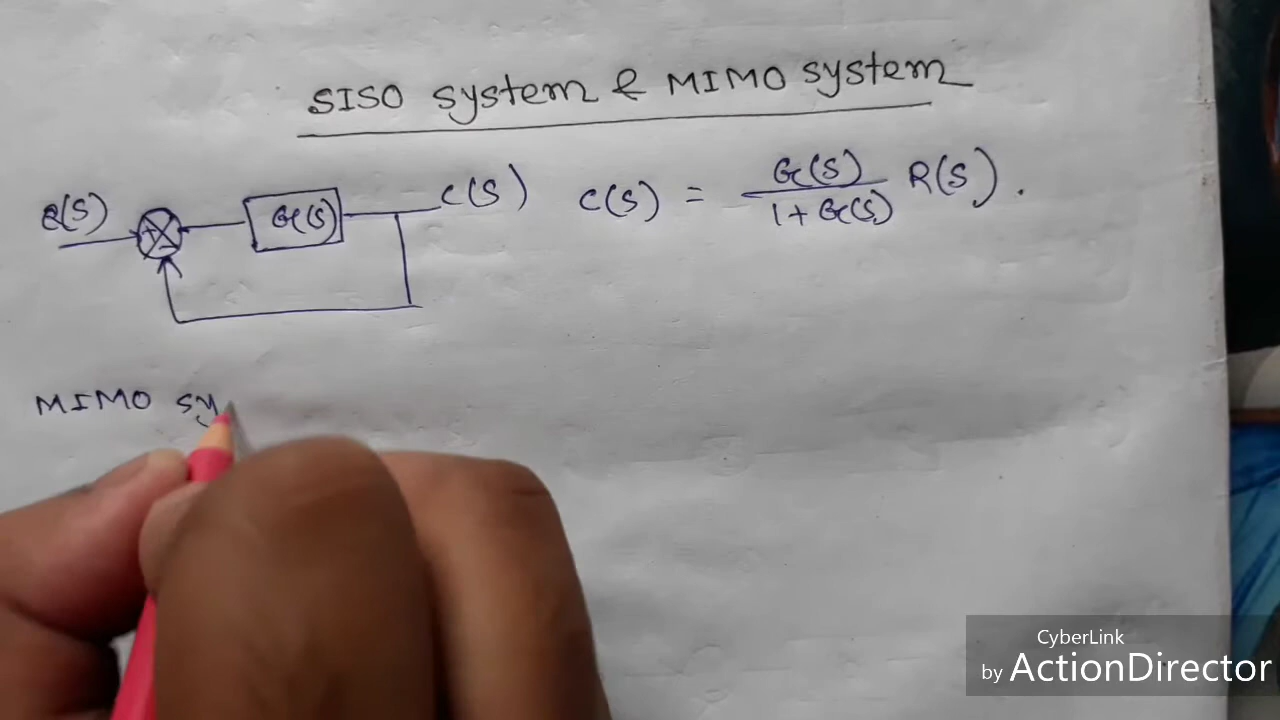 SISO system & MIMO system
R(S) G(S) C(S) C(S) = G(S) / 1 + G(S) R(S).
+ -
MIMO sy
CyberLink
by ActionDirector